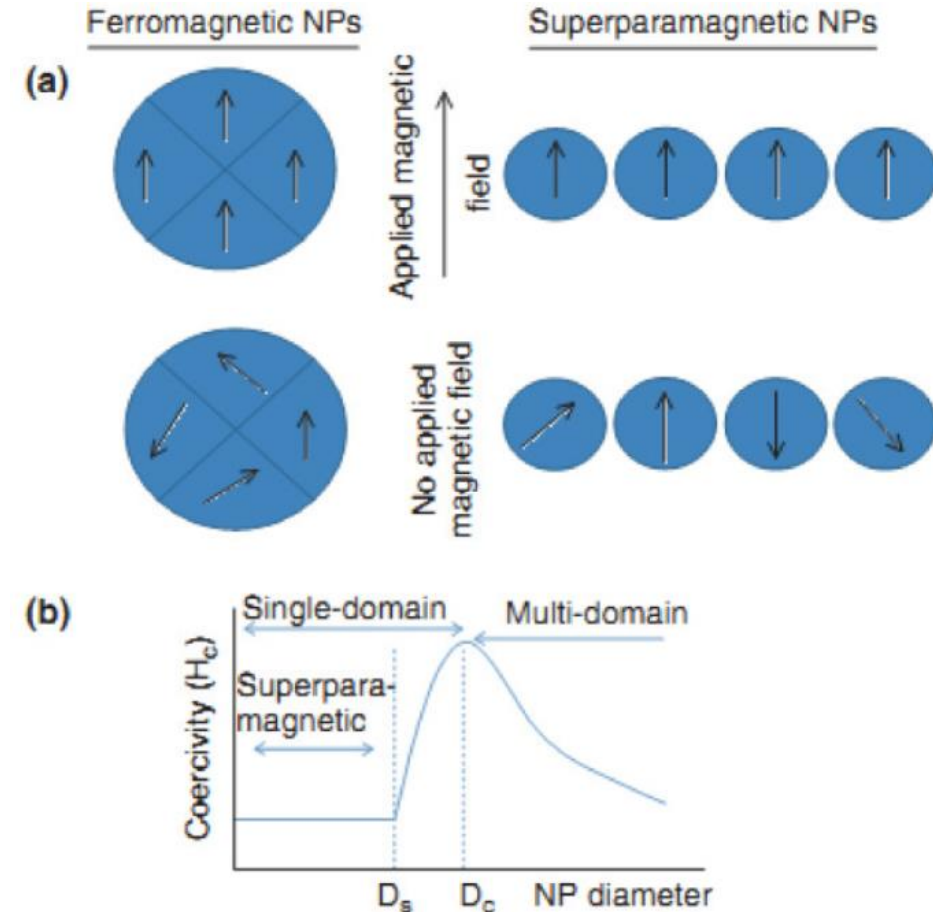 Ferromagnetic NPs
Superparamagnetic NPs
(a)
Applied magnetic
field
No applied
magnetic field
(b)
Single-domain
Multi-domain
Superpara-
magnetic
Coercivity (Hc)
Ds
Dc
NP diameter